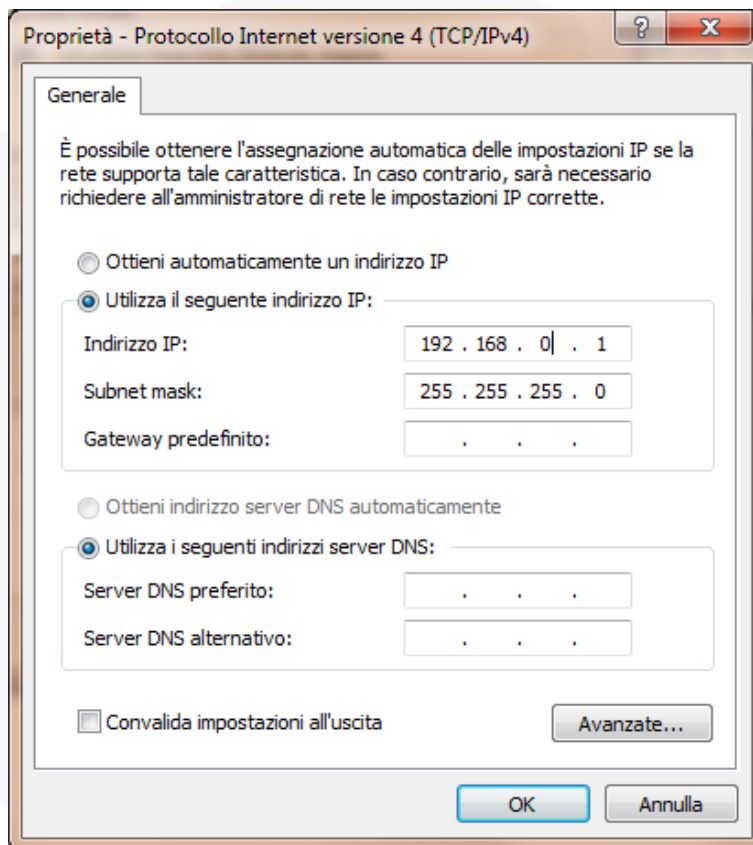 Proprietà - Protocollo Internet versione 4 (TCP/IPv4)
Generale
È possibile ottenere l'assegnazione automatica delle impostazioni IP se la
rete supporta tale caratteristica. In caso contrario, sarà necessario
richiedere all'amministratore di rete le impostazioni IP corrette.
Ottieni automaticamente un indirizzo IP
Utilizza il seguente indirizzo IP:
Indirizzo IP: 192 . 168 . 0 . 1
Subnet mask: 255 . 255 . 255 . 0
Gateway predefinito: . . .
Ottieni indirizzo server DNS automaticamente
Utilizza i seguenti indirizzi server DNS:
Server DNS preferito: . . .
Server DNS alternativo: . . .
Convalida impostazioni all'uscita Avanzate...
OK Annulla